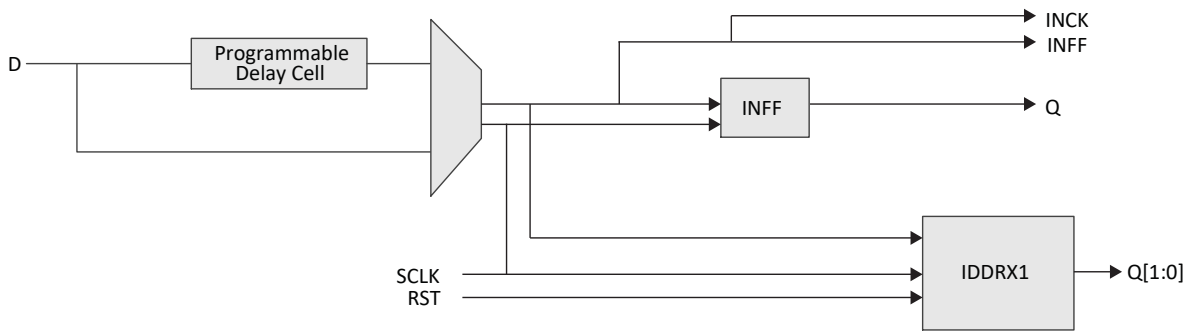 INCK
INFF
D
Programmable
Delay Cell
INFF
Q
SCLK
RST
IDDRX1
Q[1:0]